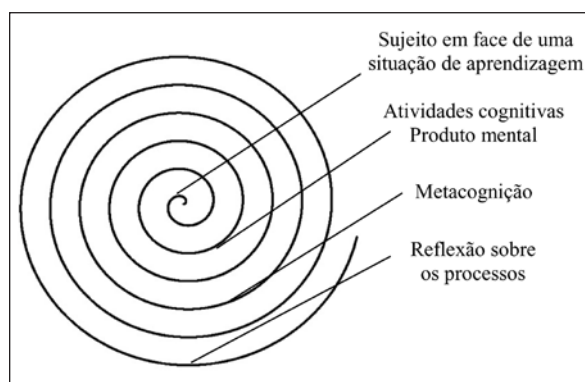 Sujeito em face de uma
situação de aprendizagem
Atividades cognitivas
Produto mental
Metacognição
Reflexão sobre
os processos